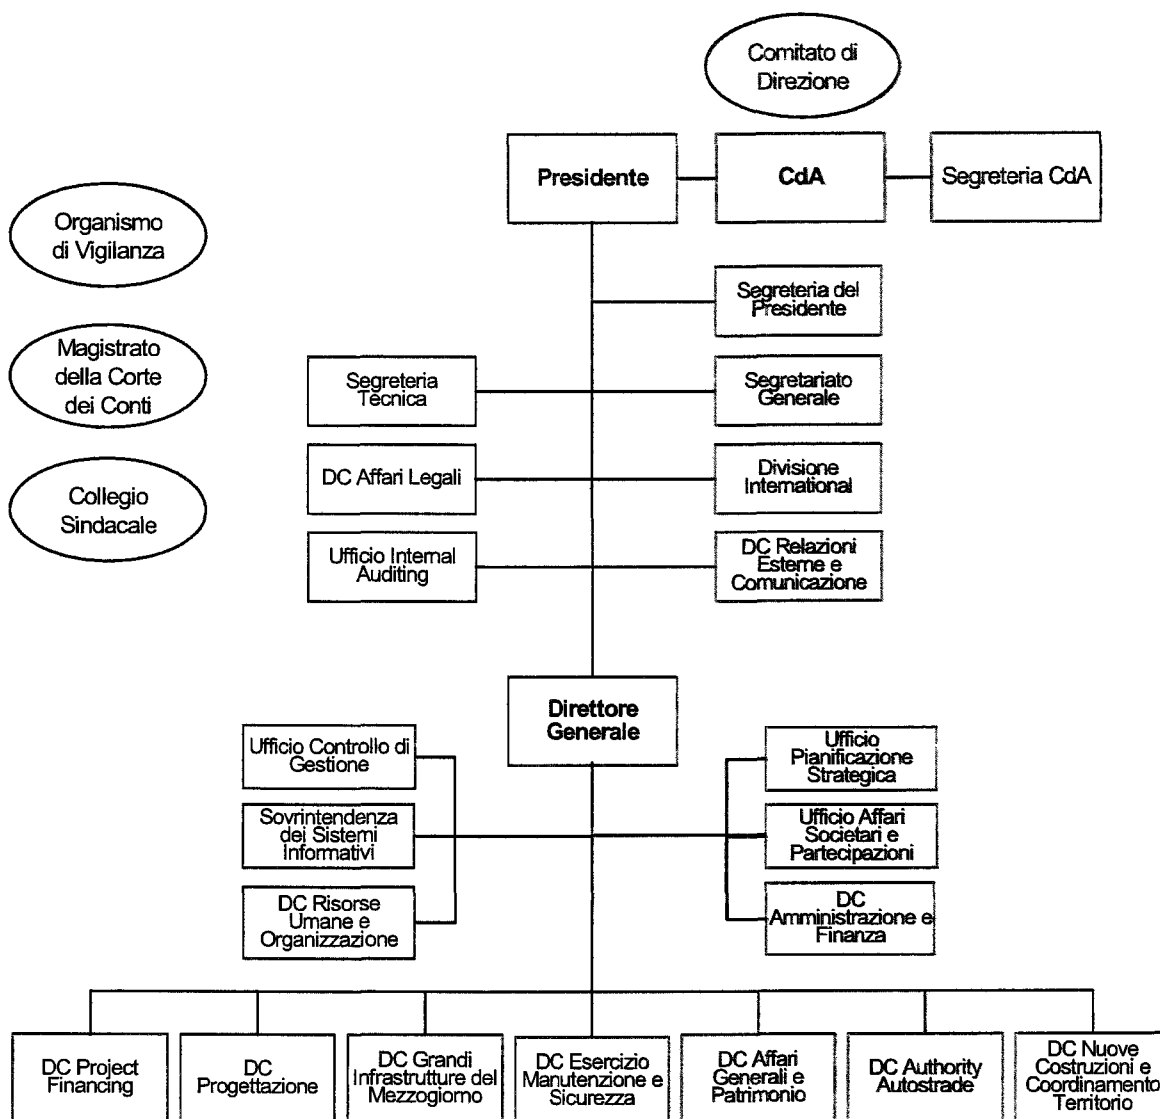 Comitato di
Direzione
Presidente
CdA
Segreteria CdA
Organismo
di Vigilanza
Segreteria del
Presidente
Magistrato
della Corte
dei Conti
Segreteria
Tecnica
Segretariato
Generale
DC Affari Legali
Divisione
International
Collegio
Sindacale
Ufficio Internal
Auditing
DC Relazioni
Esterne e
Comunicazione
Direttore
Generale
Ufficio Controllo di
Gestione
Ufficio
Pianificazione
Strategica
Sovrintendenza
dei Sistemi
Informativi
Ufficio Affari
Societari e
Partecipazioni
DC Risorse
Umane e
Organizzazione
DC
Amministrazione e
Finanza
DC Project
Financing
DC
Progettazione
DC Grandi
Infrastrutture del
Mezzogiorno
DC Esercizio
Manutenzione e
Sicurezza
DC Affari
Generali e
Patrimonio
DC Authority
Autostrade
DC Nuove
Costruzioni e
Coordinamento
Territorio